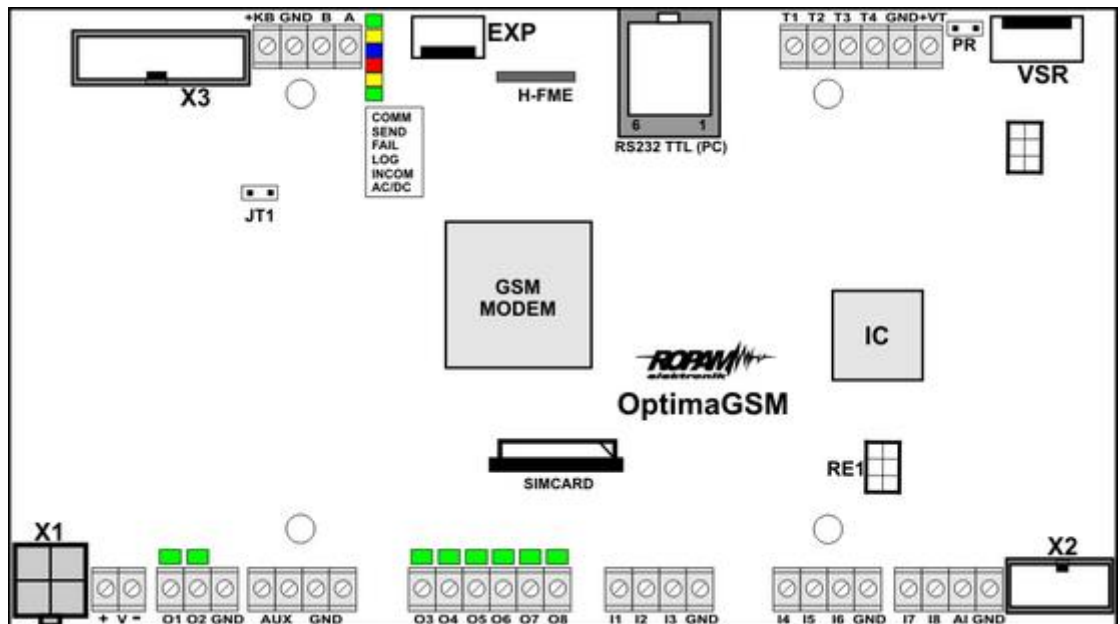 +KB GND B A
T1 T2 T3 T4 GND+VT
EXP
PR
VSR
X3
H-FME
6 1
RS232 TTL (PC)
COMM
SEND
FAIL
LOG
INCOM
AC/DC
JT1
GSM
MODEM
IC
ROPAM
elektronik
OptimaGSM
RE1
SIMCARD
X1
X2
+ V - O1 O2 GND AUX GND O3 O4 O5 O6 O7 O8 I1 I2 I3 GND I4 I5 I6 GND I7 I8 AI GND